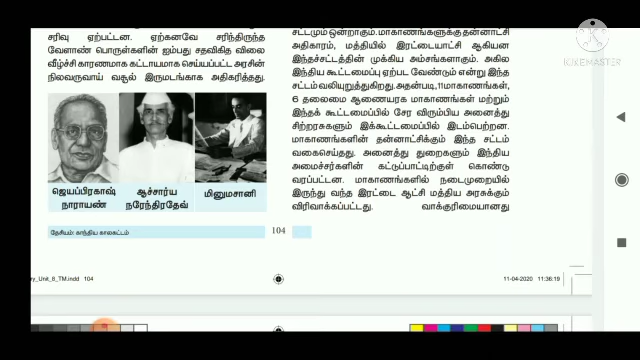 சரிவு ஏற்பட்டன. ஏற்கனவே சரிந்திருந்த
வேளாண் பொருள்களின் ஐம்பது சதவிகித விலை
வீழ்ச்சி காரணமாக கட்டாயமாக செய்யப்பட்ட அரசின்
நிலவருவாய் வசூல் இருமடங்காக அதிகரித்தது.
ஜெயப்பிரகாஷ்
நாராயண்
ஆச்சார்ய
நரேந்திரதேவ்
மினுமசானி
சட்டமும் ஒன்றாகும். மாகாணங்களுக்கு தன்னாட்சி
அதிகாரம், மத்தியில் இரட்டையாட்சி ஆகியன
இந்தச்சட்டத்தின் முக்கிய அம்சங்களாகும். அகில
இந்திய கூட்டமைப்பு ஏற்பட வேண்டும் என்று இந்த
சட்டம் வலியுறுத்துகிறது. அதன்படி, 11மாகாணங்கள்,
6 தலைமை ஆணையரக மாகாணங்கள் மற்றும்
இந்தக் கூட்டமைப்பில் சேர விரும்பிய அனைத்து
சிற்றரசுகளும் இக்கூட்டமைப்பில் இடம்பெற்றன.
மாகாணங்களின் தன்னாட்சிக்கும் இந்த சட்டம்
வகைசெய்தது. அனைத்து துறைகளும் இந்திய
அமைச்சர்களின் கட்டுப்பாட்டிற்குள் கொண்டு
வரப்பட்டன. மாகாணங்களில் நடைமுறையில்
இருந்து வந்த இரட்டை ஆட்சி மத்திய அரசுக்கும்
விரிவாக்கப்பட்டது. வாக்குரிமையானது
தேசியம்: காந்திய காலகட்டம்
104
ry_Unit_8_TM.indd 104
11-04-2020 11:36:19
KINEMASTER